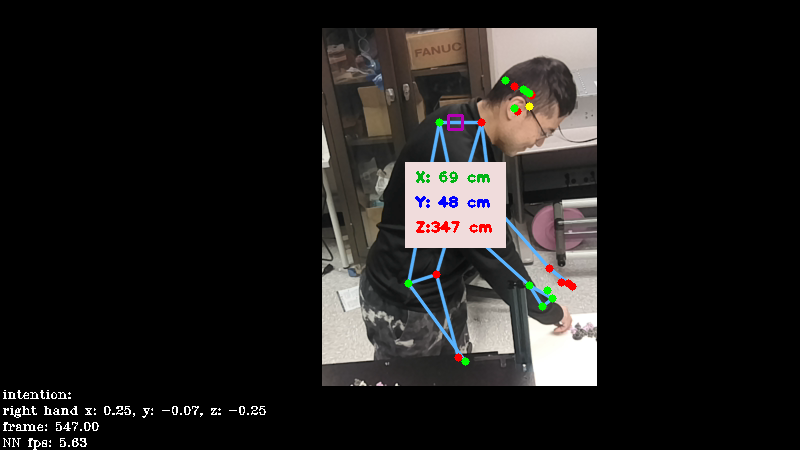 FANUC
X: 69 cm
Y: 48 cm
Z:347 cm
intention:
right hand x: 0.25, y: -0.07, z: -0.25
frame: 547.00
NN fps: 5.63